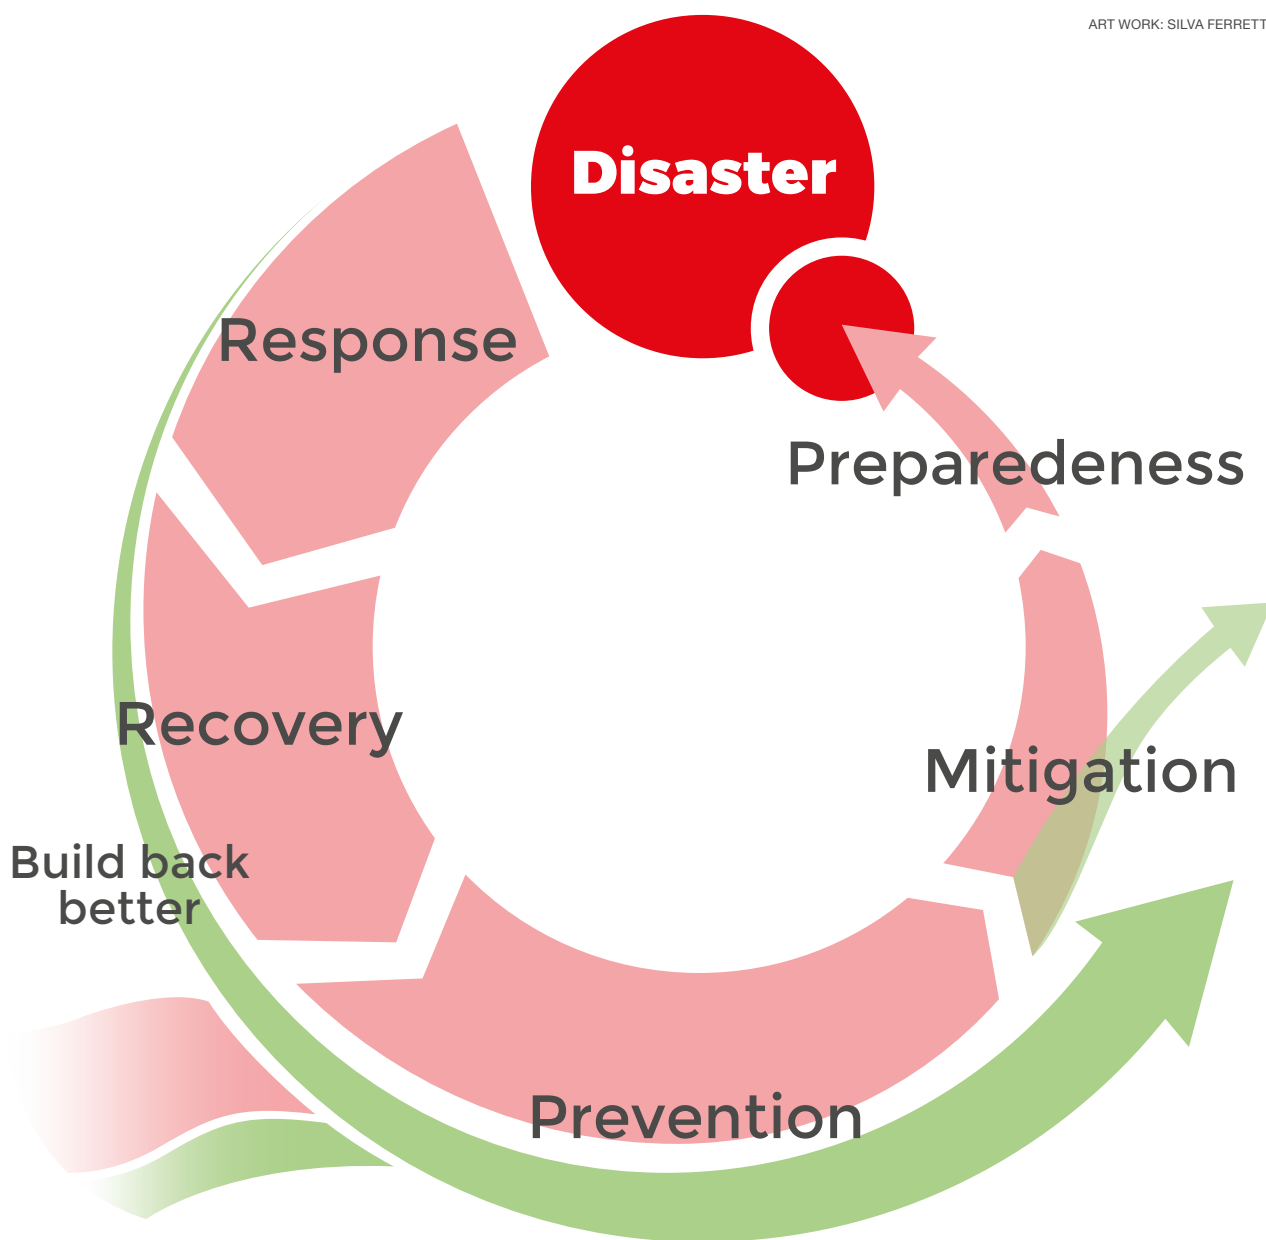 ART WORK: SILVA FERRETT
Disaster
Response
Preparedeness
Recovery
Mitigation
Build back
better
Prevention